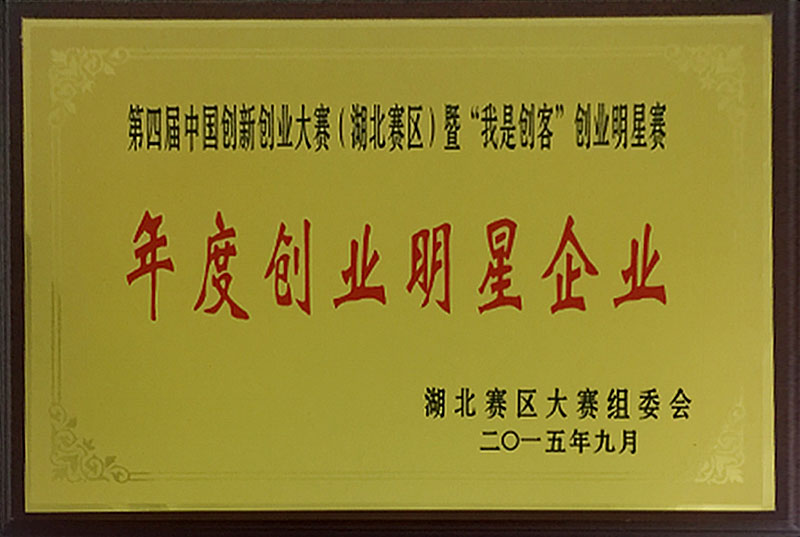 第四届中国创新创业大赛（湖北赛区）暨“我是创客”创业明星赛
年度创业明星企业
湖北赛区大赛组委会
二〇一五年九月